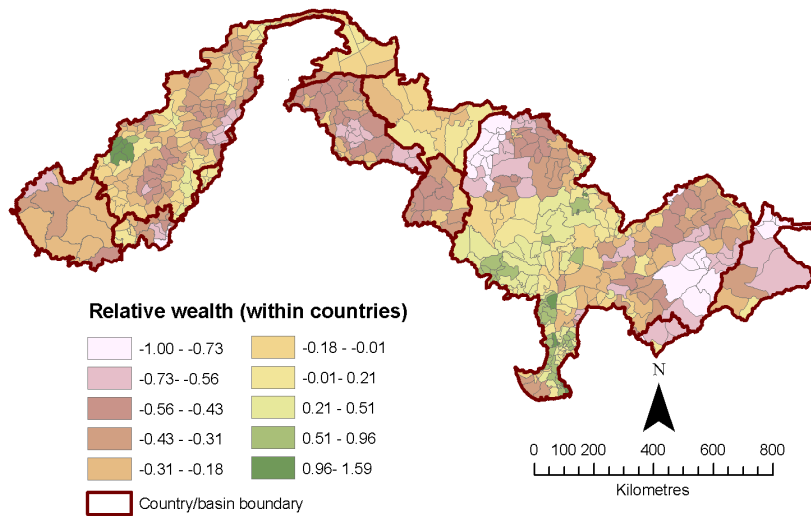 Relative wealth (within countries)
-1.00 - -0.73
-0.73- -0.56
-0.56 - -0.43
-0.43 - -0.31
-0.31 - -0.18
-0.18 - -0.01
-0.01 - 0.21
0.21 - 0.51
0.51 - 0.96
0.96- 1.59
Country/basin boundary
N
0 100 200 400 600 800
Kilometres